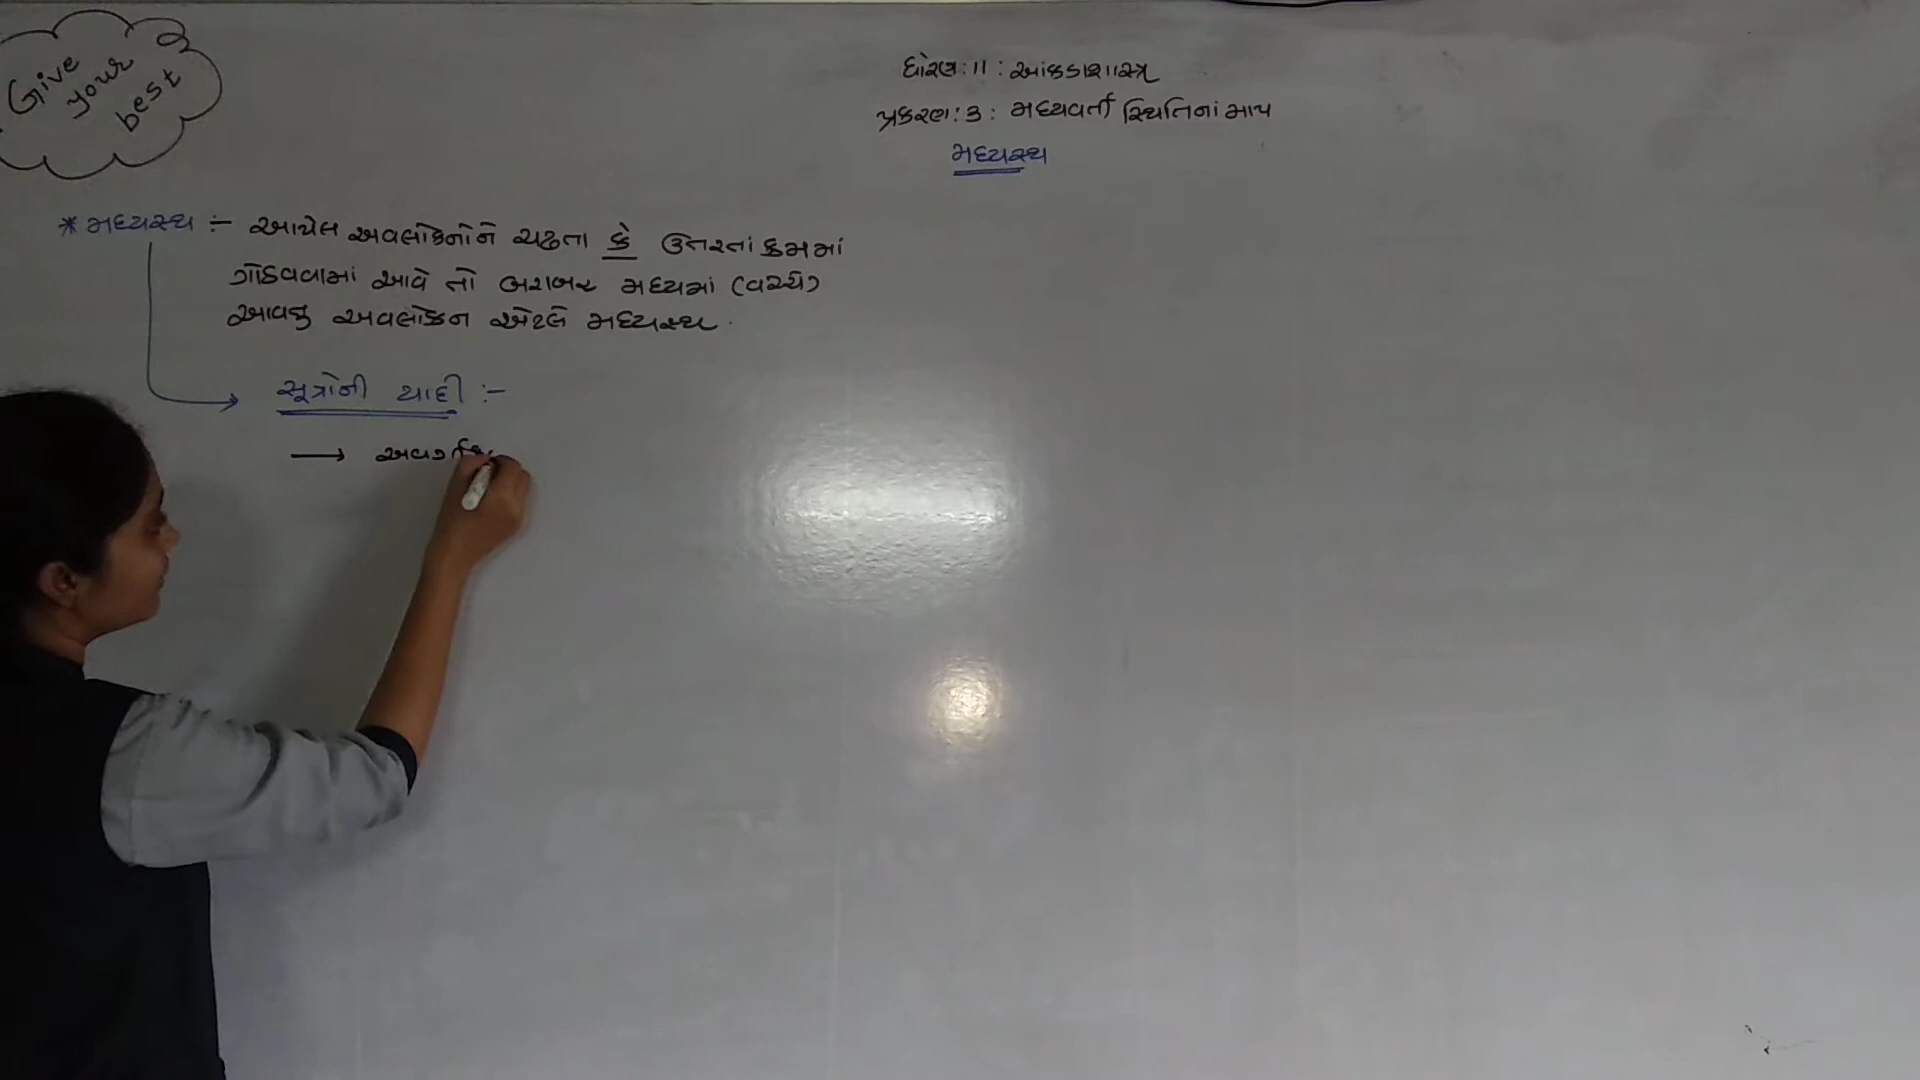 Give
your
best
ધોરણ : 11 : આંકડાશાસ્ત્ર
પ્રકરણ : 3 : મધ્યવર્તી સ્થિતિનાં માપ
મધ્યસ્થ
* મધ્યસ્થ :- આપેલ અવલોકનોને ચઢતા કે ઉતરતાં ક્રમમાં
ગોઠવવામાં આવે તો બરાબર મધ્યમાં (વચ્ચે)
આવતુ અવલોકન એટલે મધ્યસ્થ.
સૂત્રોની યાદી :-
→